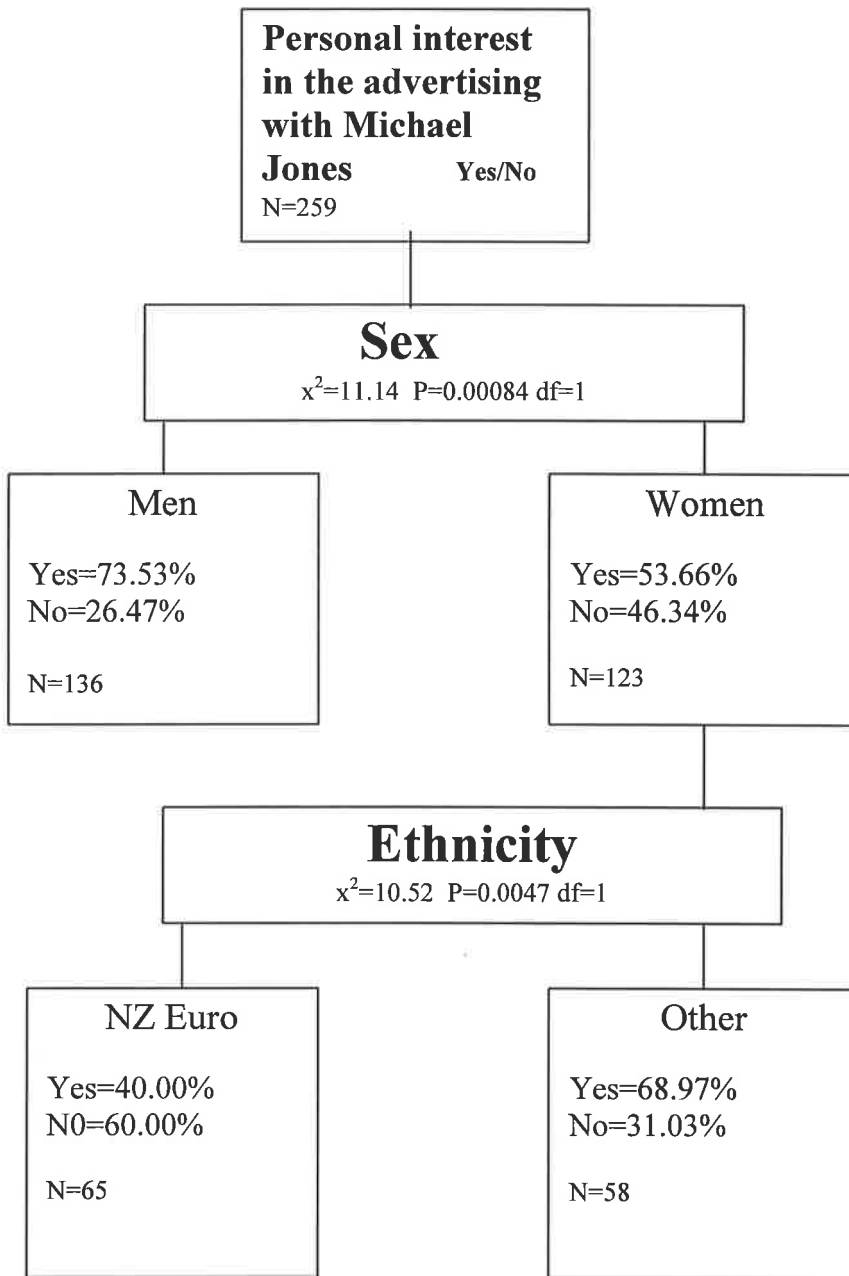 Personal interest
in the advertising
with Michael
Jones Yes/No
N=259
Sex
x²=11.14 P=0.00084 df=1
Men
Yes=73.53%
No=26.47%
N=136
Women
Yes=53.66%
No=46.34%
N=123
Ethnicity
x²=10.52 P=0.0047 df=1
NZ Euro
Yes=40.00%
N0=60.00%
N=65
Other
Yes=68.97%
No=31.03%
N=58